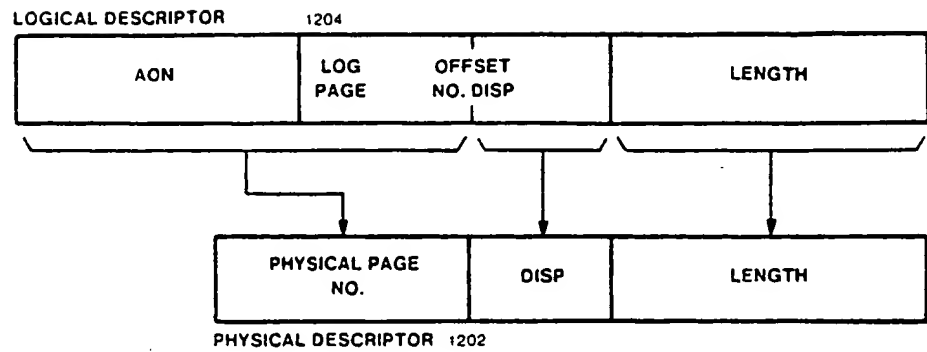 LOGICAL DESCRIPTOR 1204
AON
LOG
PAGE
OFFSET
NO. DISP
LENGTH
PHYSICAL PAGE
NO.
DISP
LENGTH
PHYSICAL DESCRIPTOR 1202